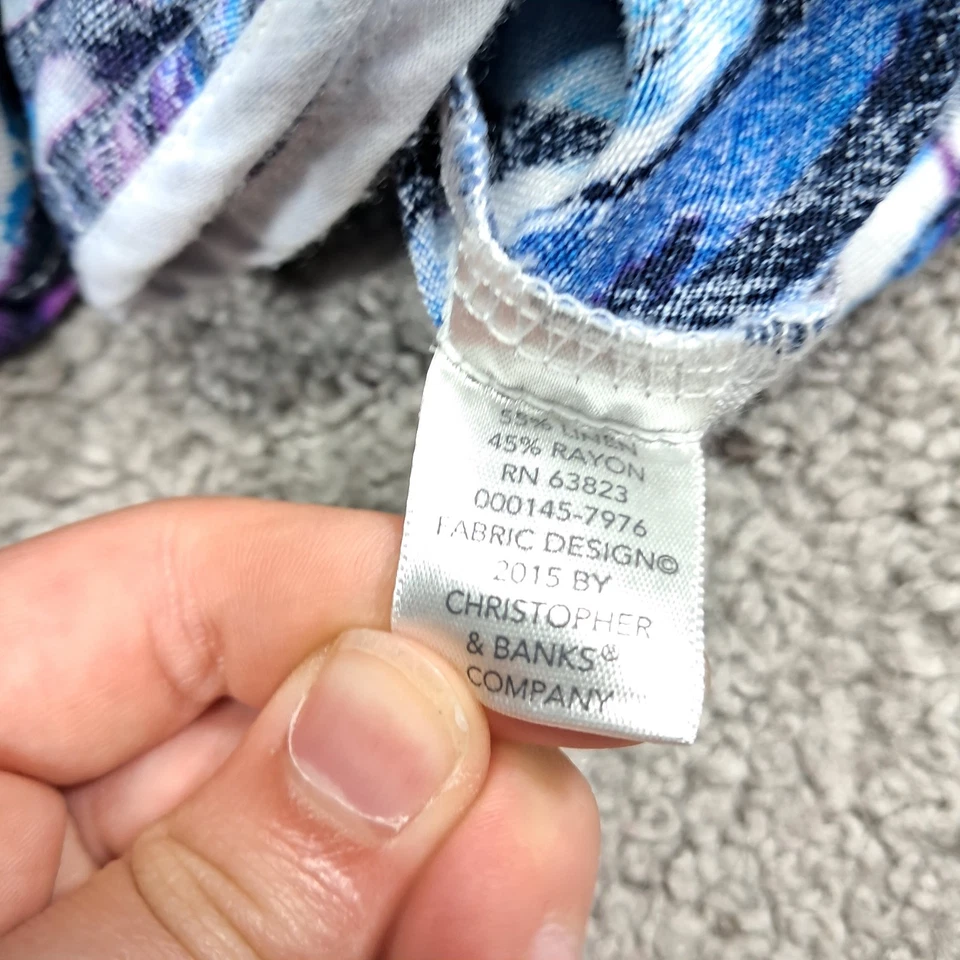 55% LINEN
45% RAYON
RN 63823
000145-7976
FABRIC DESIGN©
2015 BY
CHRISTOPHER
& BANKS®
COMPANY